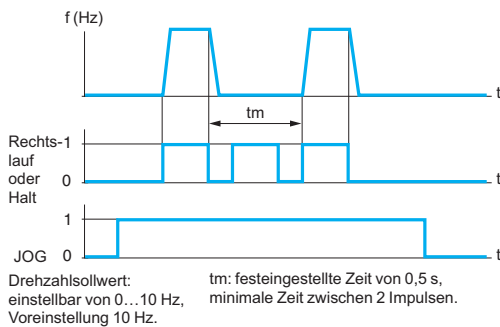 f (Hz)
t
tm
Rechts-1
lauf
oder
Halt
0
t
1
JOG 0
t
Drehzahlsollwert:
einstellbar von 0...10 Hz,
Voreinstellung 10 Hz.
tm: festeingestellte Zeit von 0,5 s,
minimale Zeit zwischen 2 Impulsen.